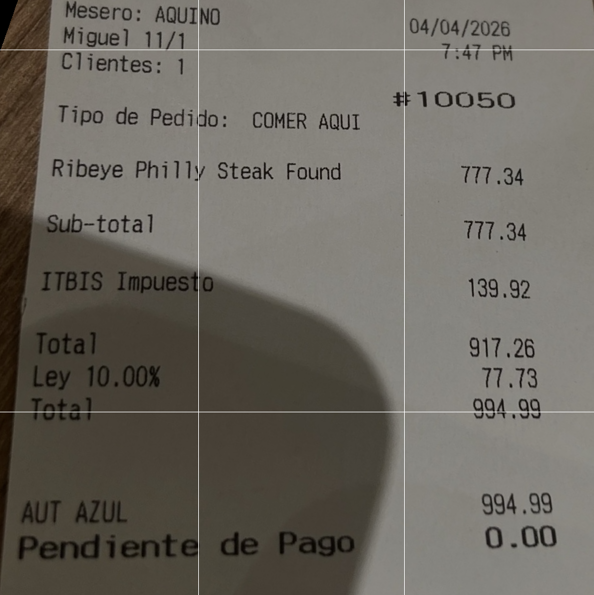 Mesero: AQUINO
04/04/2026
Miguel 11/1
7:47 PM
Clientes: 1
#10050
Tipo de Pedido: COMER AQUI
Ribeye Philly Steak Found 777.34
Sub-total 777.34
ITBIS Impuesto 139.92
Total 917.26
Ley 10.00% 77.73
Total 994.99
AUT AZUL 994.99
Pendiente de Pago 0.00